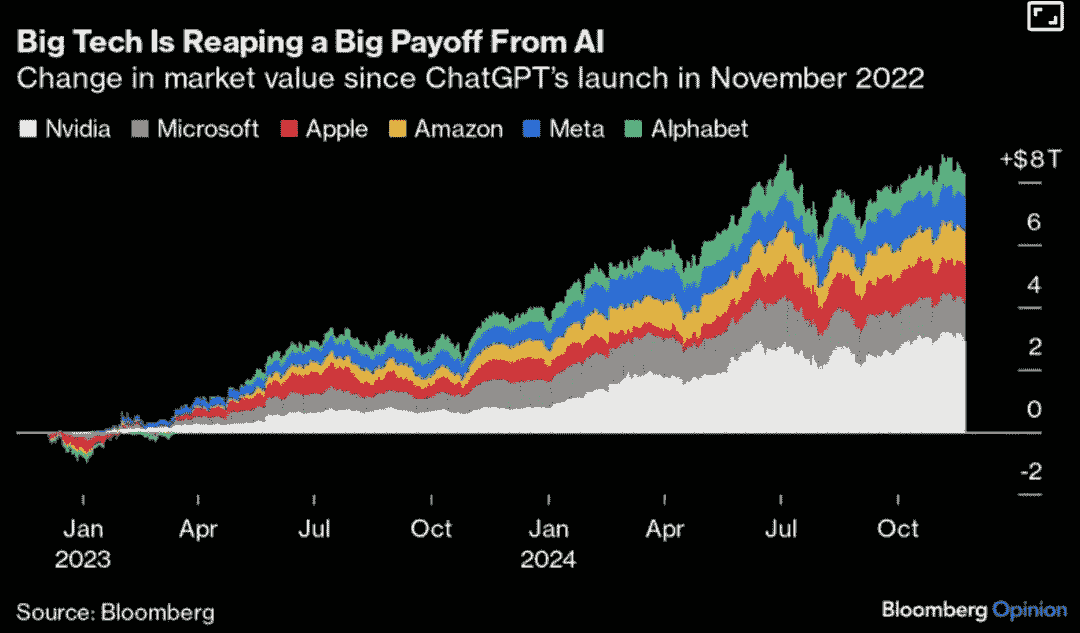 Big Tech Is Reaping a Big Payoff From AI
Change in market value since ChatGPT's launch in November 2022
Nvidia Microsoft Apple Amazon Meta Alphabet
+$8T
6
4
2
0
-2
Jan Apr Jul Oct Jan Apr Jul Oct
2023 2024
Source: Bloomberg
Bloomberg Opinion